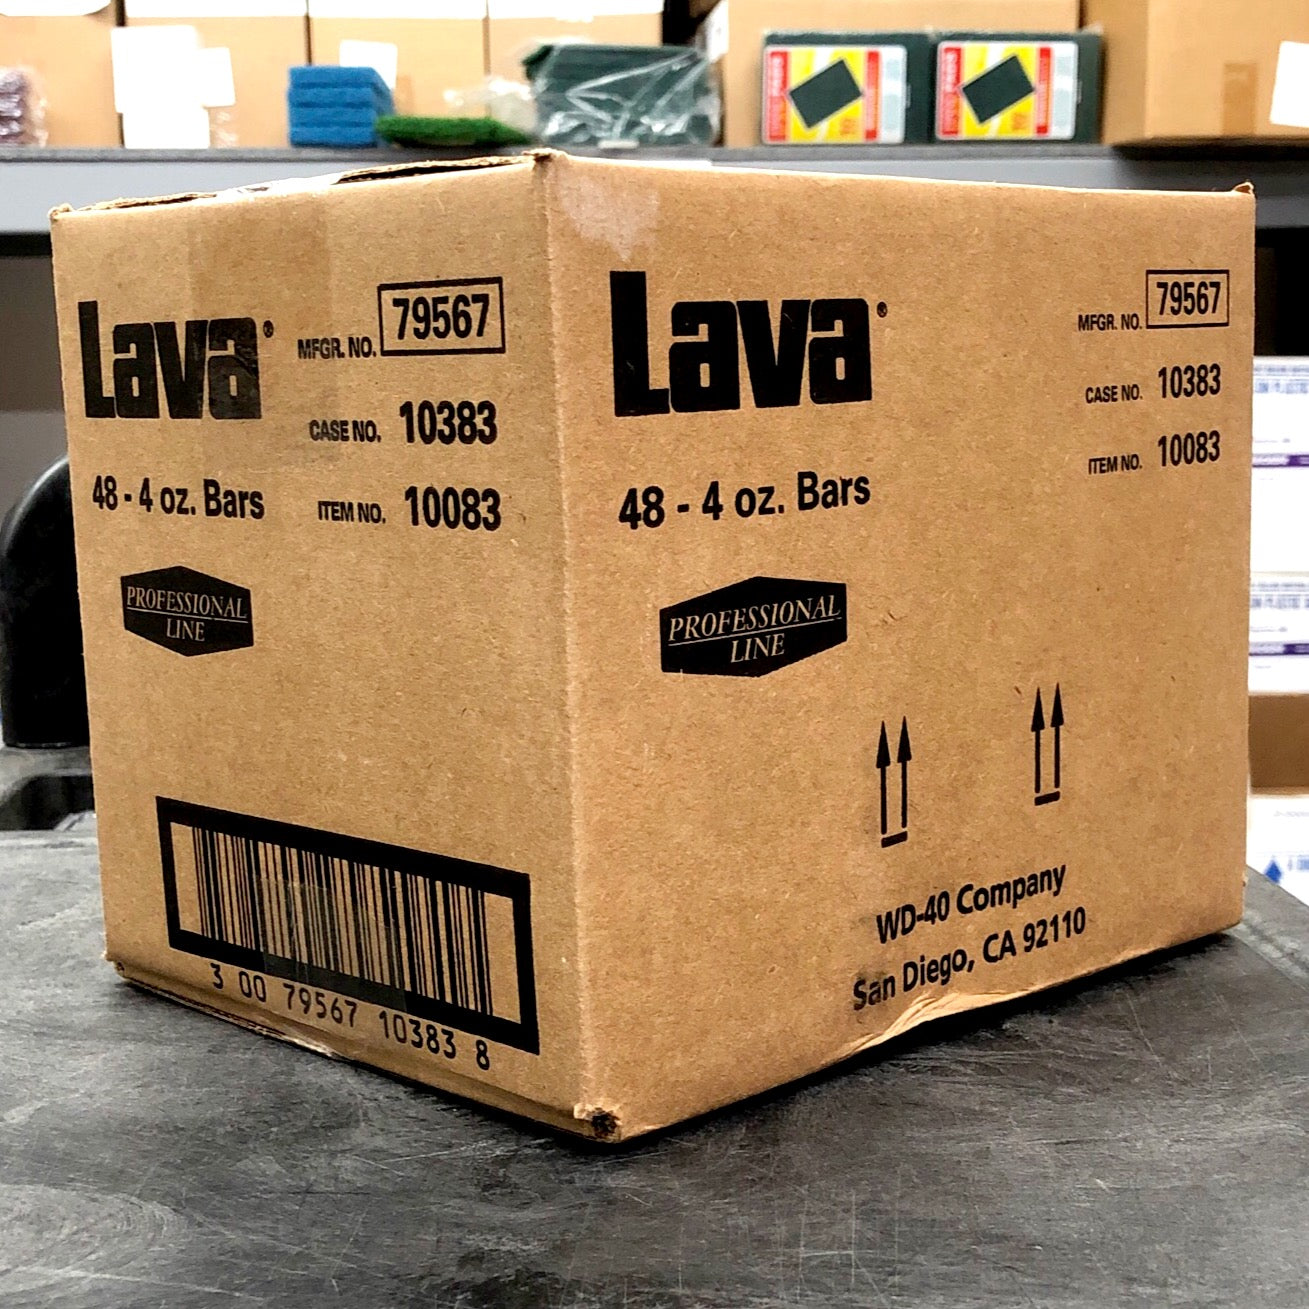 Lava®
MFGR. NO. 79567
CASE NO. 10383
48 - 4 oz. Bars
ITEM NO. 10083
PROFESSIONAL
LINE
3 00 79567 10383 8
Lava®
MFGR. NO. 79567
CASE NO. 10383
ITEM NO. 10083
48 - 4 oz. Bars
PROFESSIONAL
LINE
WD-40 Company
San Diego, CA 92110